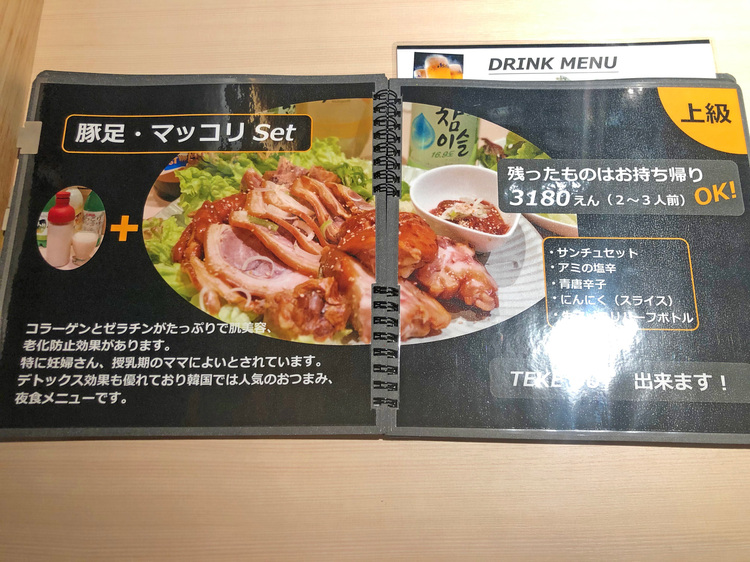 DRINK MENU
豚足・マッコリ Set
+
コラーゲンとゼラチンがたっぷりで肌美容、
老化防止効果があります。
特に妊婦さん、授乳期のママによいとされています。
デトックス効果も優れており韓国では人気のおつまみ、
夜食メニューです。
참
이슬
上級
残ったものはお持ち帰り
3180えん（2～3人前）OK!
・サンチュセット
・アミの塩辛
・青唐辛子
・にんにく（スライス）
ハーフボトル
出来ます！